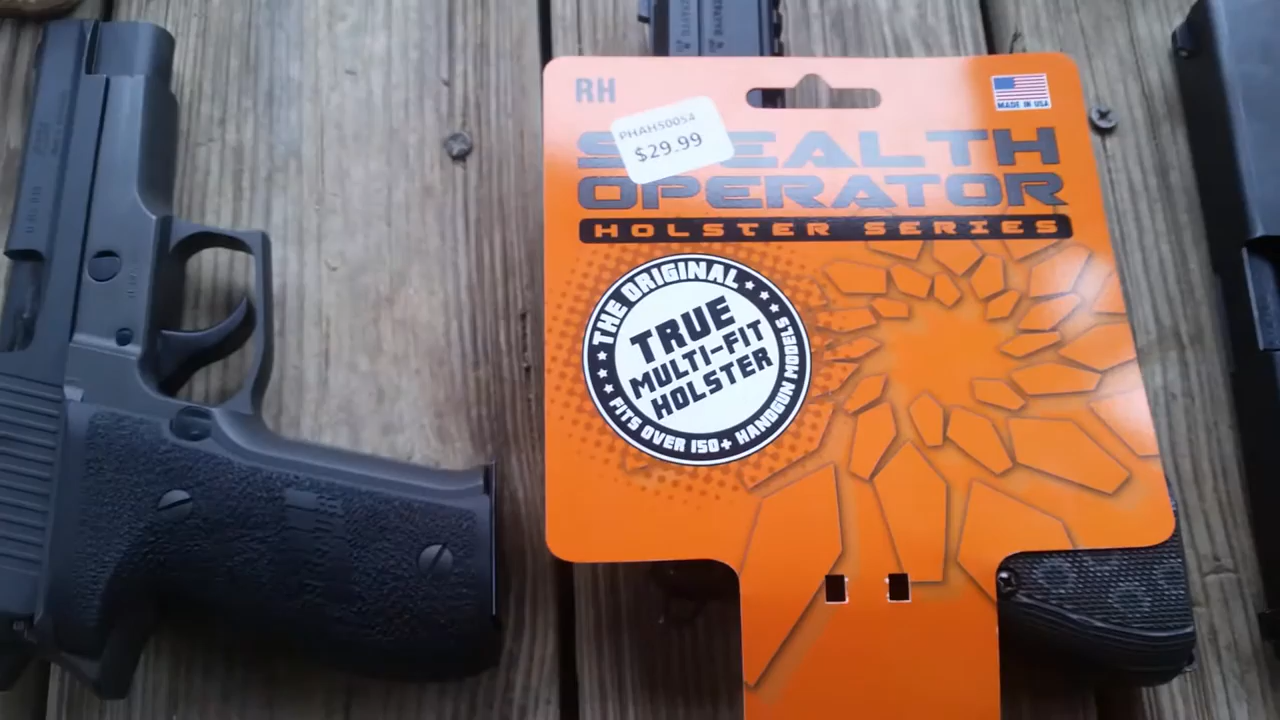 RH
MADE IN USA
PHAHS0054
$29.99
STEALTH
OPERATOR
HOLSTER SERIES
THE ORIGINAL
TRUE
MULTI-FIT
HOLSTER
FITS OVER 150+ HANDGUN MODELS